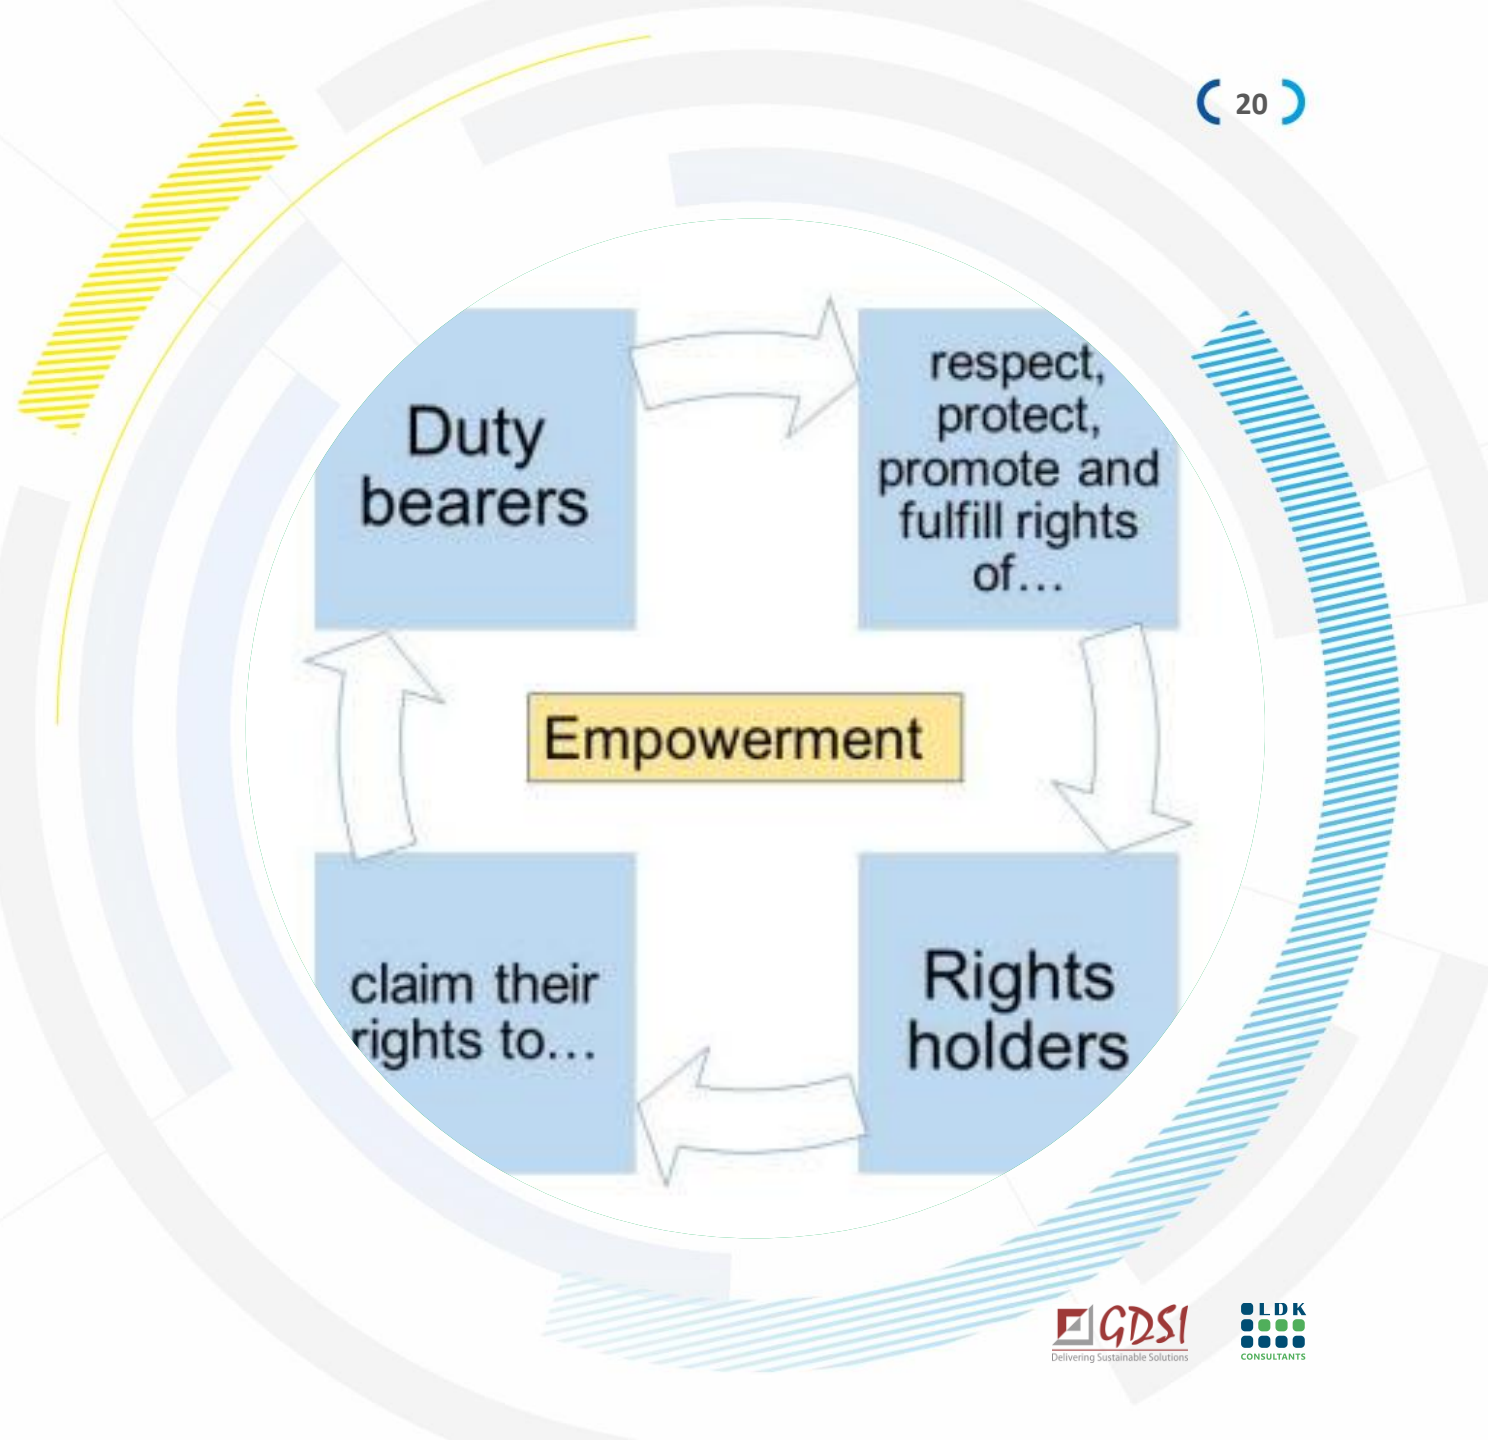 20
Duty
bearers
respect,
protect,
promote and
fulfill rights
of...
Empowerment
claim their
rights to...
Rights
holders
GDSI
Delivering Sustainable Solutions
LDK
CONSULTANTS